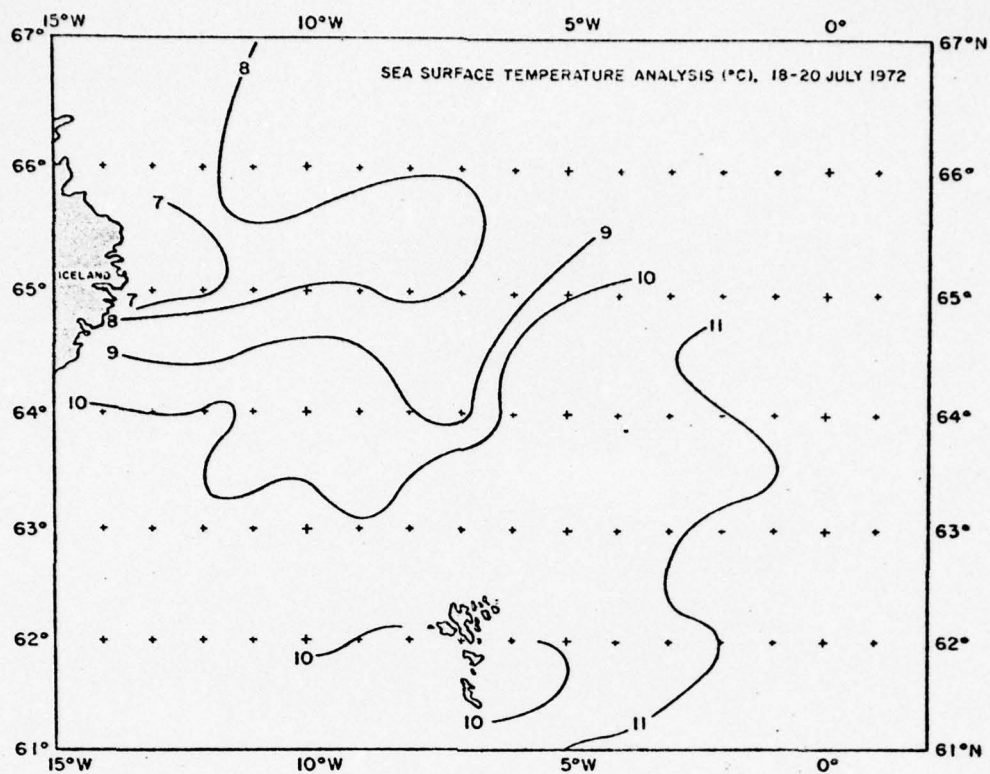 15°W 10°W 5°W 0°
67° 67°N
8
SEA SURFACE TEMPERATURE ANALYSIS (°C), 18-20 JULY 1972
66° 66°
7
9
ICELAND
10
65° 7 65°
8
11
9
64° 10 64°
63° 63°
62° 62°
10
10 11
61° 61°N
15°W 10°W 5°W 0°